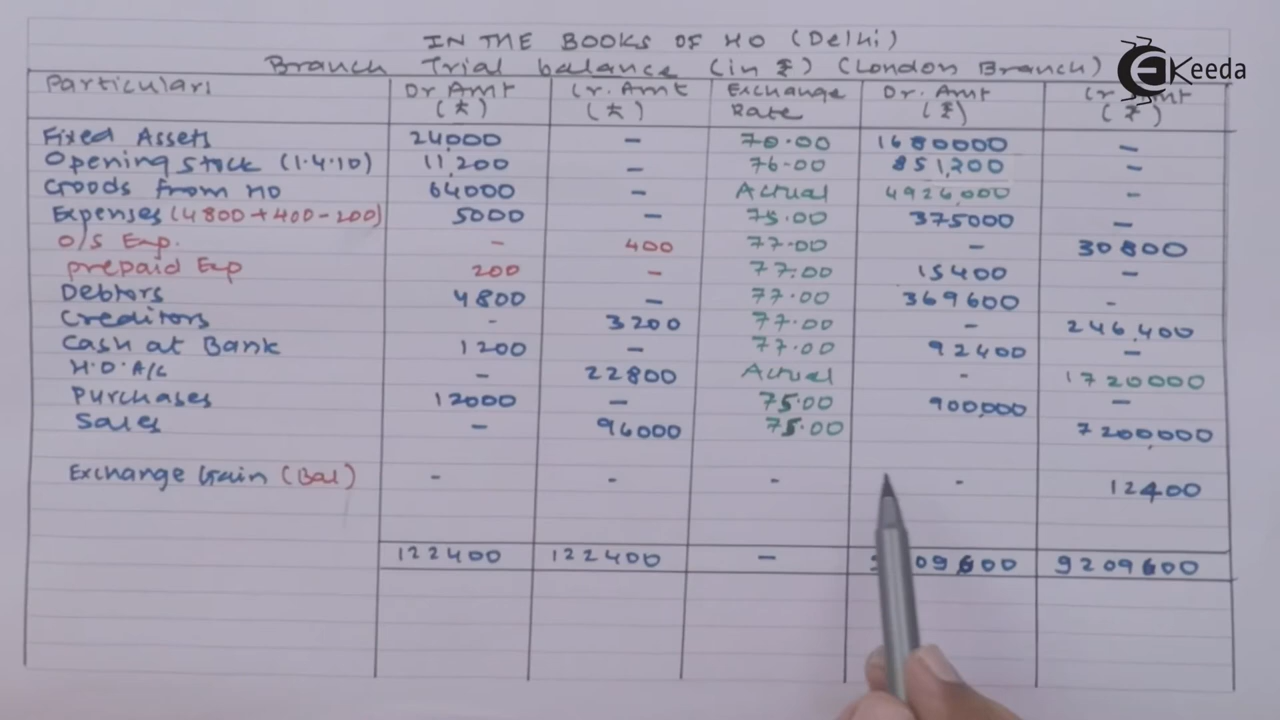 IN THE BOOKS OF HO (Delhi)
Branch Trial balance (in ₹) (London Branch)
Keeda
Particulars Dr Amt (₹) Cr. Amt (₹) Exchange Rate Dr. Amt (₹) Cr. Amt (₹)
Fixed Assets 24,000 - 70.00 1680000 -
Opening stock (1.4.10) 11,200 - 76.00 851,200 -
Goods from HO 64000 - Actual 4926,000 -
Expenses (4800+400-200) 5000 - 75.00 375000 -
O/S Exp. - 400 77.00 - 30800
prepaid Exp 200 - 77.00 15400 -
Debtors 4800 - 77.00 369600 -
Creditors - 3200 77.00 - 246,400
Cash at Bank 1200 - 77.00 92400 -
H.O. A/C - 22800 Actual - 1720000
Purchases 12000 - 75.00 900,000 -
Sales - 96000 75.00 7200000
Exchange Gain (Bal) - - - - 12400
122400 122400 - 09600 9209600